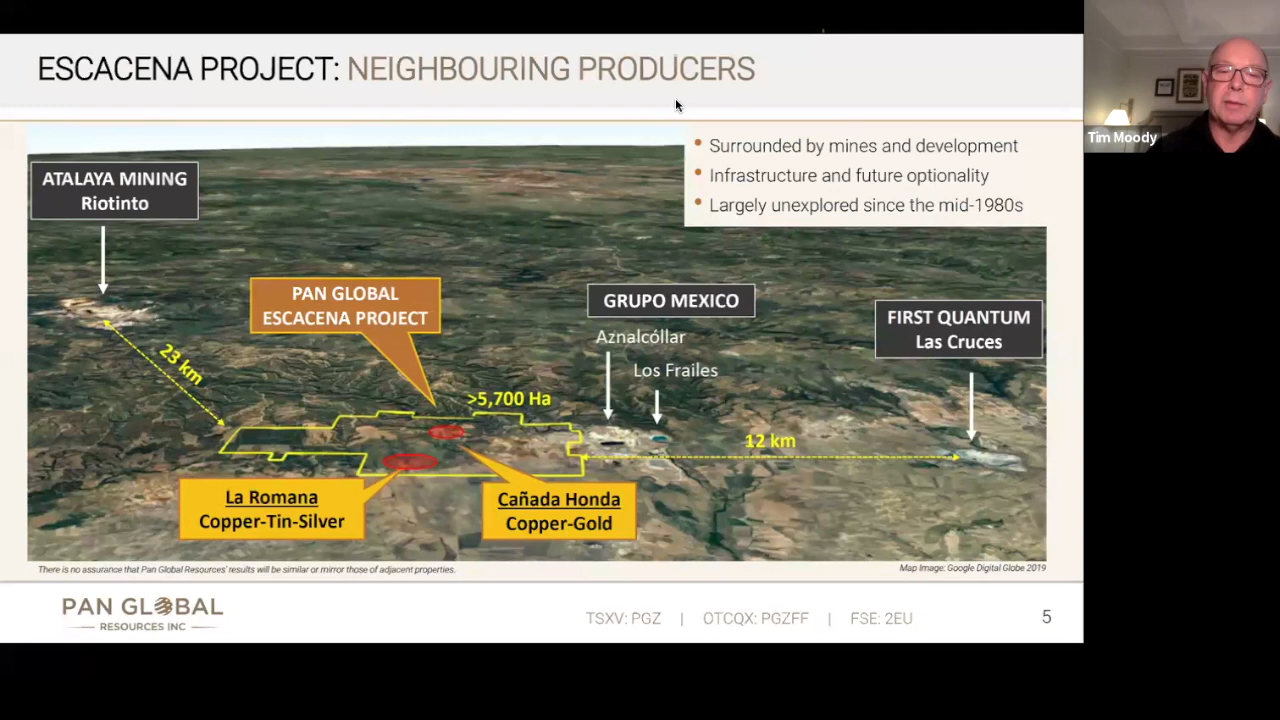 ESCACENA PROJECT: NEIGHBOURING PRODUCERS
Tim Moody
Surrounded by mines and development
Infrastructure and future optionality
Largely unexplored since the mid-1980s
ATALAYA MINING
Riotinto
PAN GLOBAL
ESCACENA PROJECT
GRUPO MEXICO
Aznalcóllar
Los Frailes
FIRST QUANTUM
Las Cruces
23 km
>5,700 Ha
12 km
La Romana
Copper-Tin-Silver
Cañada Honda
Copper-Gold
There is no assurance that Pan Global Resources' results will be similar or mirror those of adjacent properties.
Map Image: Google Digital Globe 2019
PAN GLOBAL
RESOURCES INC
TSXV: PGZ | OTCQX: PGZFF | FSE: 2EU
5